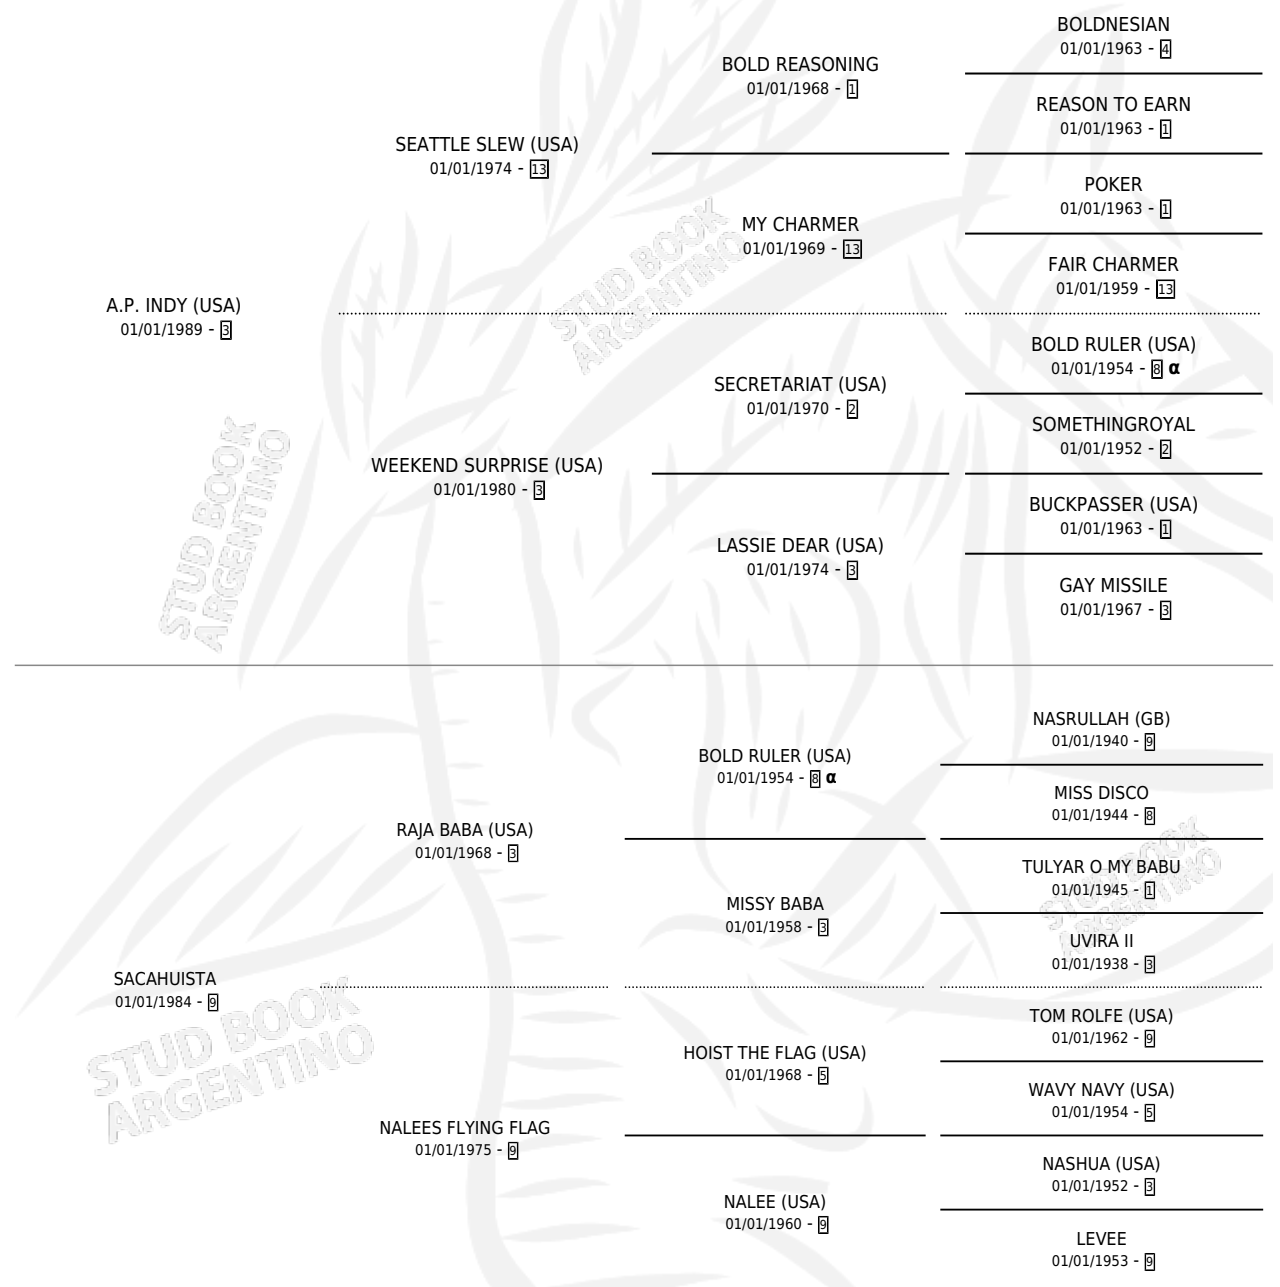 BOLDNESIAN
01/01/1963 - 4
BOLD REASONING
01/01/1968 - 1
REASON TO EARN
01/01/1963 - 1
SEATTLE SLEW (USA)
01/01/1974 - 13
POKER
01/01/1963 - 1
MY CHARMER
01/01/1969 - 13
FAIR CHARMER
01/01/1959 - 13
A.P. INDY (USA)
01/01/1989 - 3
BOLD RULER (USA)
01/01/1954 - 8 α
SECRETARIAT (USA)
01/01/1970 - 2
SOMETHINGROYAL
01/01/1952 - 2
WEEKEND SURPRISE (USA)
01/01/1980 - 3
BUCKPASSER (USA)
01/01/1963 - 1
LASSIE DEAR (USA)
01/01/1974 - 3
GAY MISSILE
01/01/1967 - 3
NASRULLAH (GB)
01/01/1940 - 9
BOLD RULER (USA)
01/01/1954 - 8 α
MISS DISCO
01/01/1944 - 8
RAJA BABA (USA)
01/01/1968 - 3
TULYAR O MY BABU
01/01/1945 - 1
MISSY BABA
01/01/1958 - 3
UVIRA II
01/01/1938 - 3
SACAHUISTA
01/01/1984 - 9
TOM ROLFE (USA)
01/01/1962 - 9
HOIST THE FLAG (USA)
01/01/1968 - 5
WAVY NAVY (USA)
01/01/1954 - 5
NALEES FLYING FLAG
01/01/1975 - 9
NASHUA (USA)
01/01/1952 - 3
NALEE (USA)
01/01/1960 - 9
LEVEE
01/01/1953 - 9
STUD BOOK
ARGENTINO
STUD BOOK
ARGENTINO
STUD BOOK
ARGENTINO
STUD BOOK
ARGENTINO